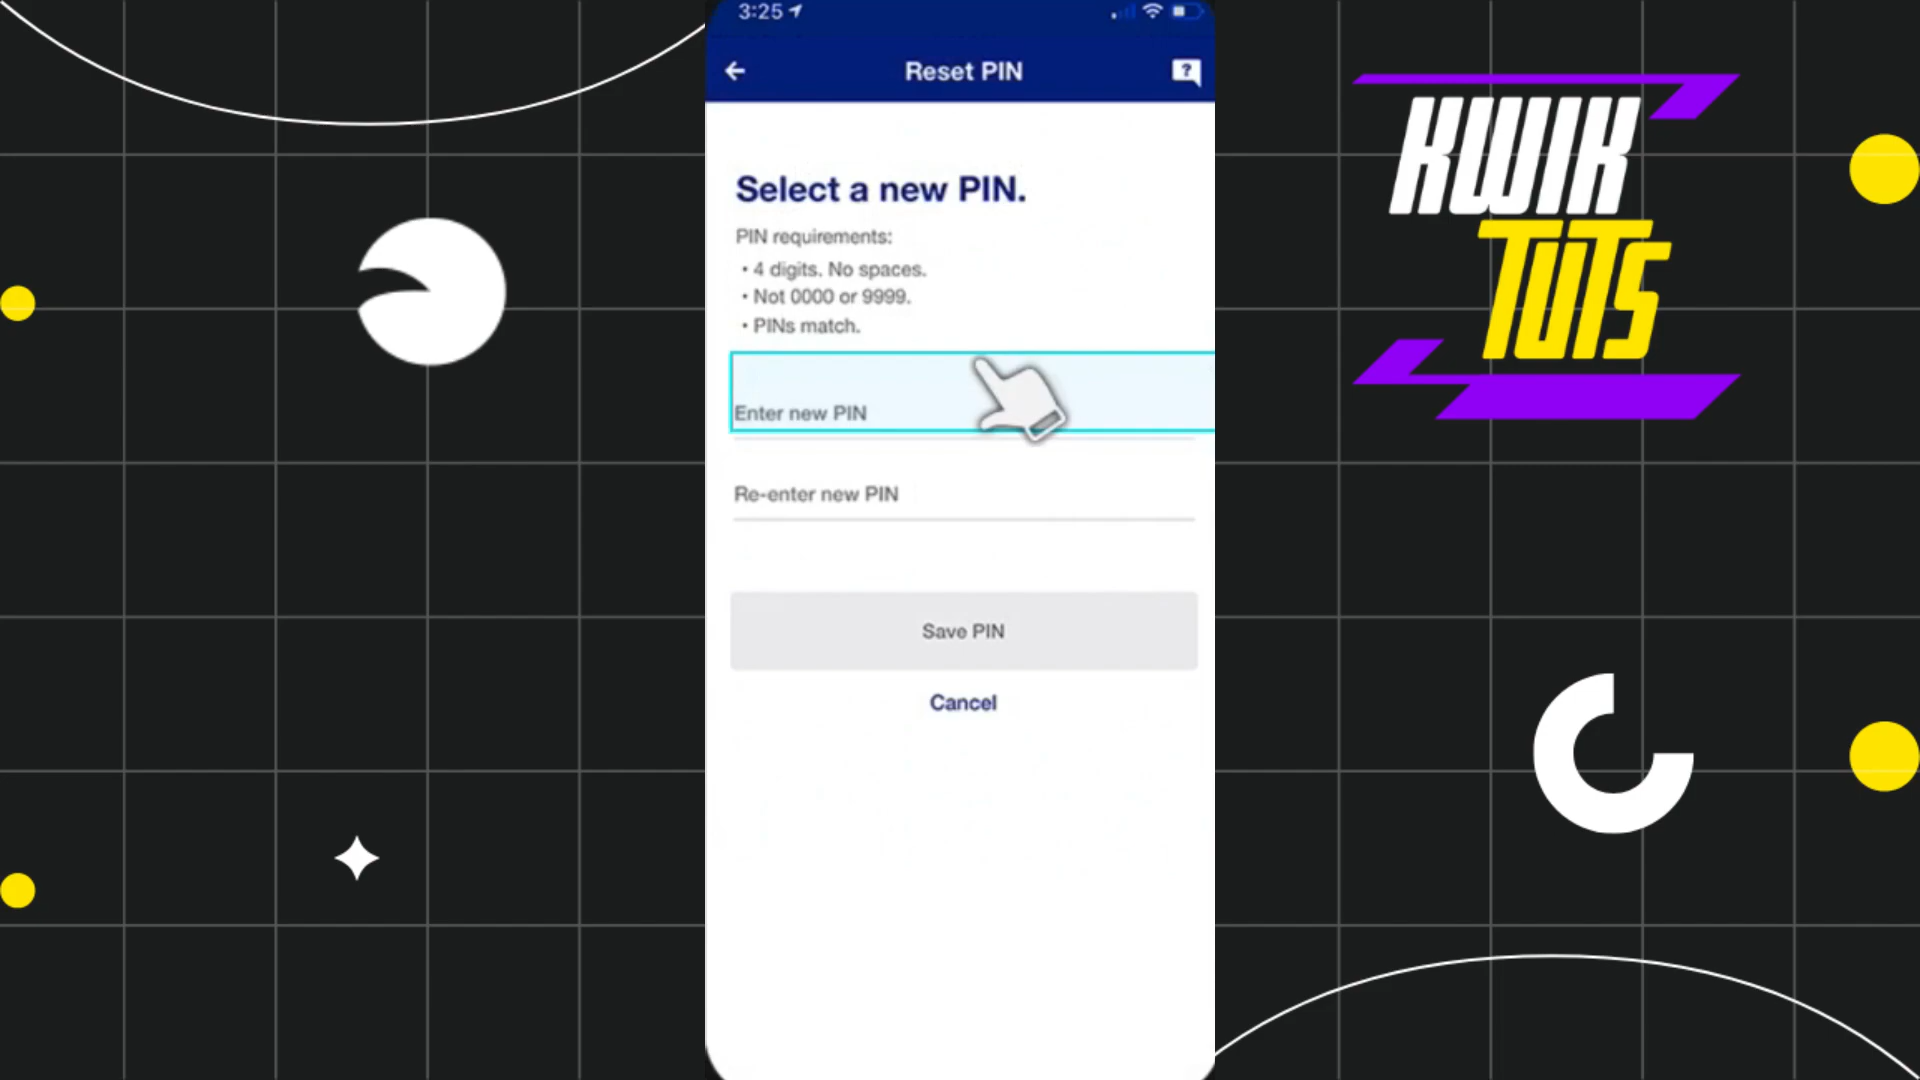 3:25
Reset PIN
?
Select a new PIN.
PIN requirements:
• 4 digits. No spaces.
• Not 0000 or 9999.
• PINs match.
Enter new PIN
Re-enter new PIN
Save PIN
Cancel
KWIK
TUTS